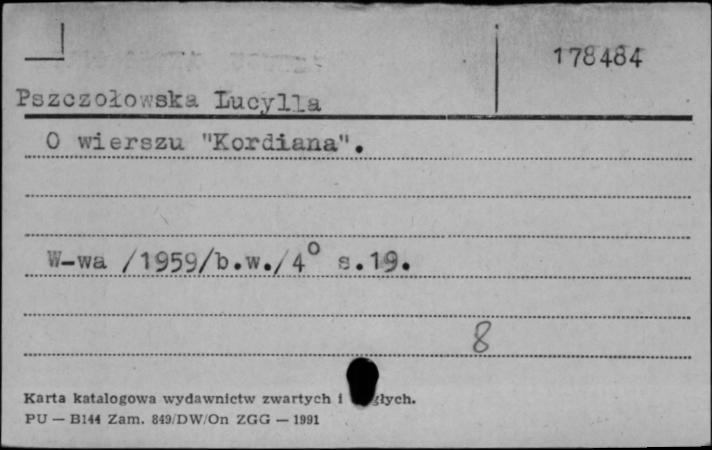 178484
Pszczołowska Lucylla
O wierszu "Kordiana".
W-wa /1959/b.w./4° s.19.
8
Karta katalogowa wydawnictw zwartych i
PU — B144 Zam. 849/DW/On ZGG — 1991